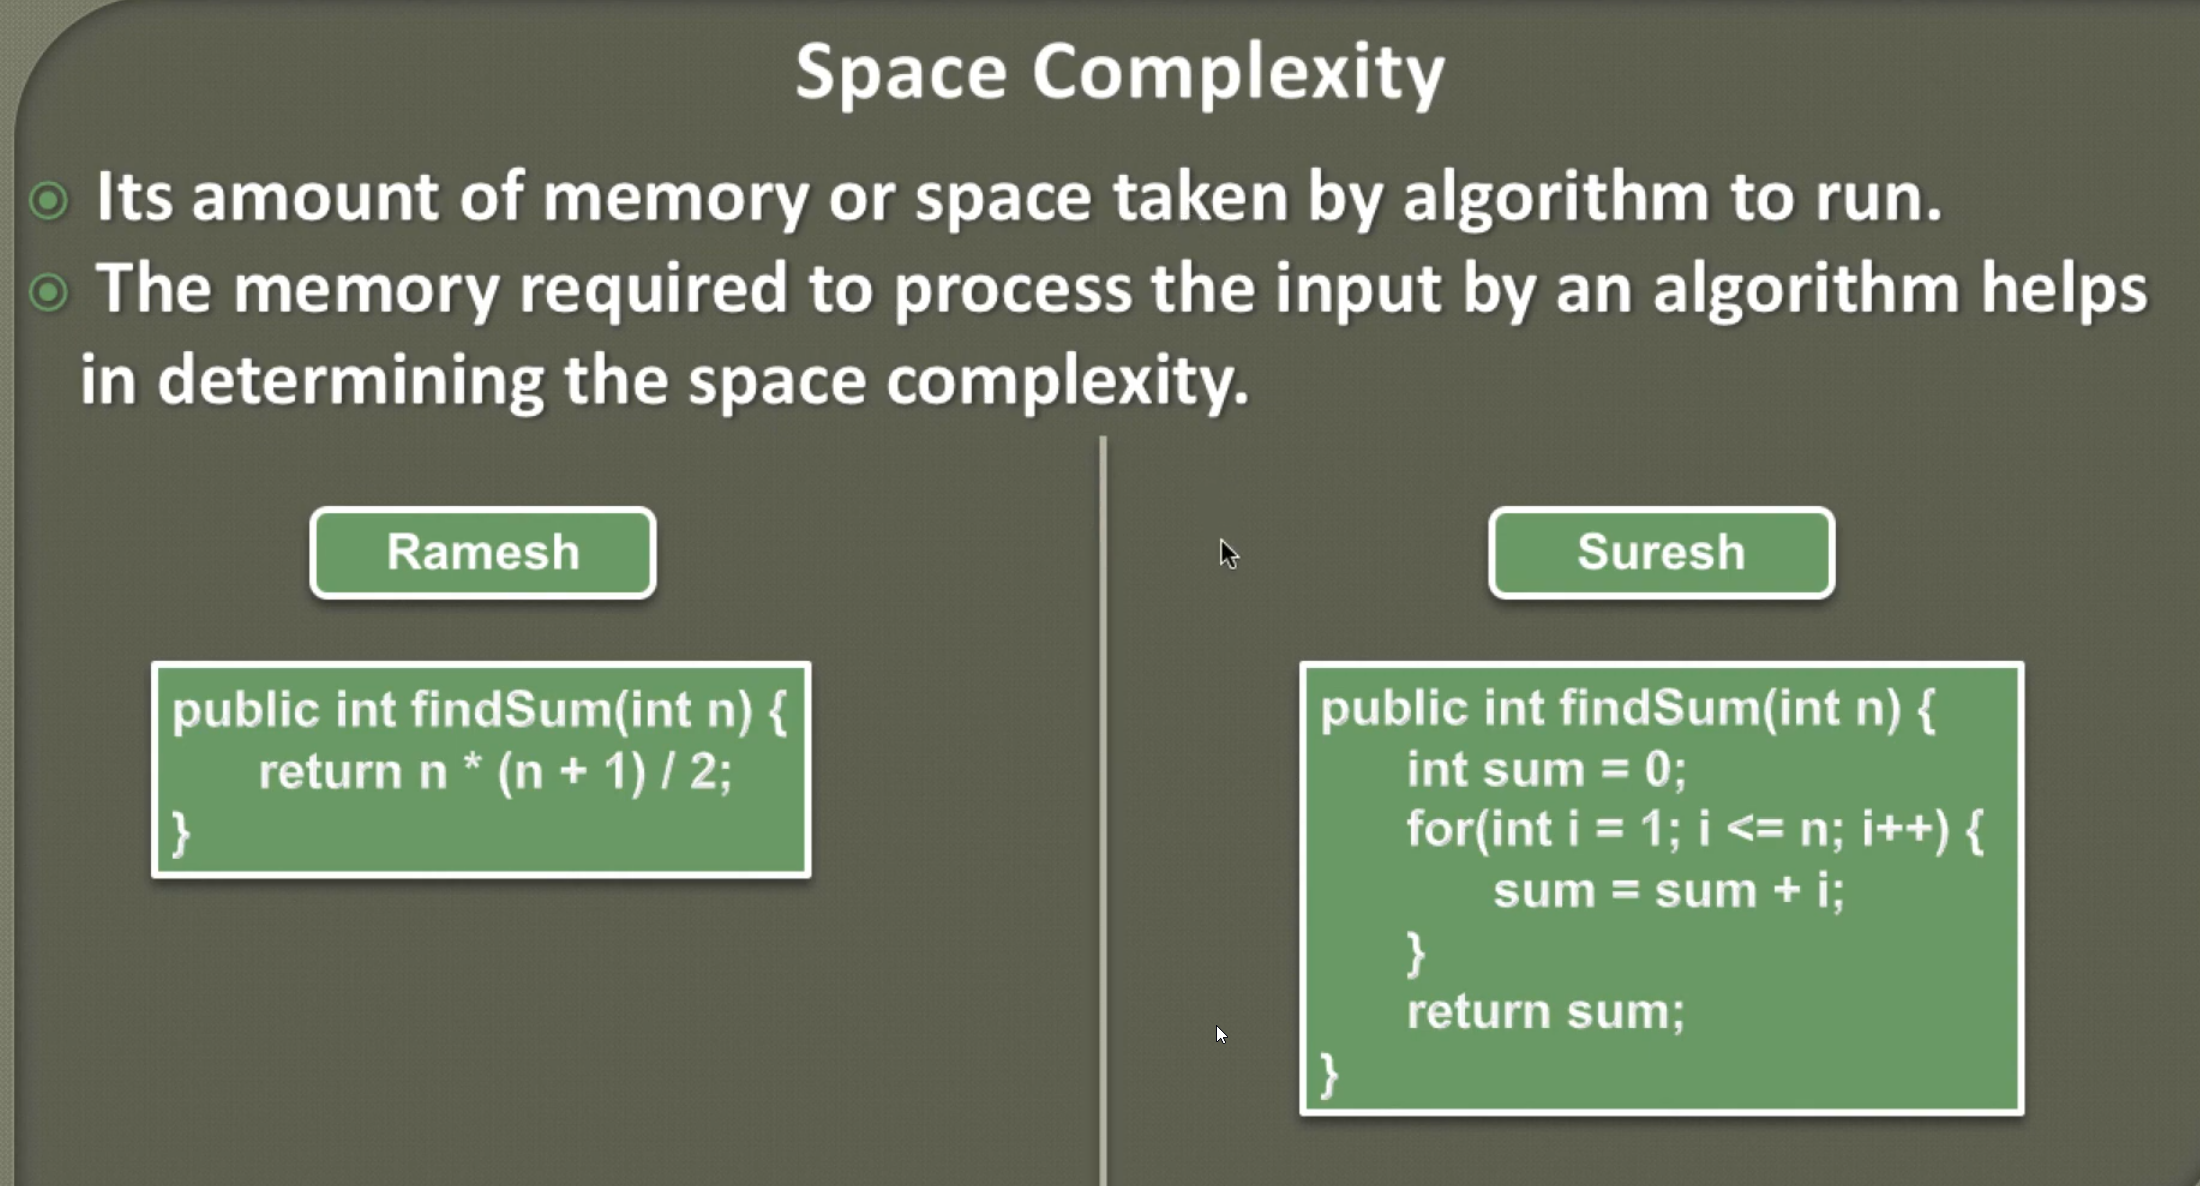 Space Complexity
Its amount of memory or space taken by algorithm to run.
The memory required to process the input by an algorithm helps
in determining the space complexity.
Ramesh
public int findSum(int n) {
return n * (n + 1) / 2;
}
Suresh
public int findSum(int n) {
int sum = 0;
for(int i = 1; i <= n; i++) {
sum = sum + i;
}
return sum;
}